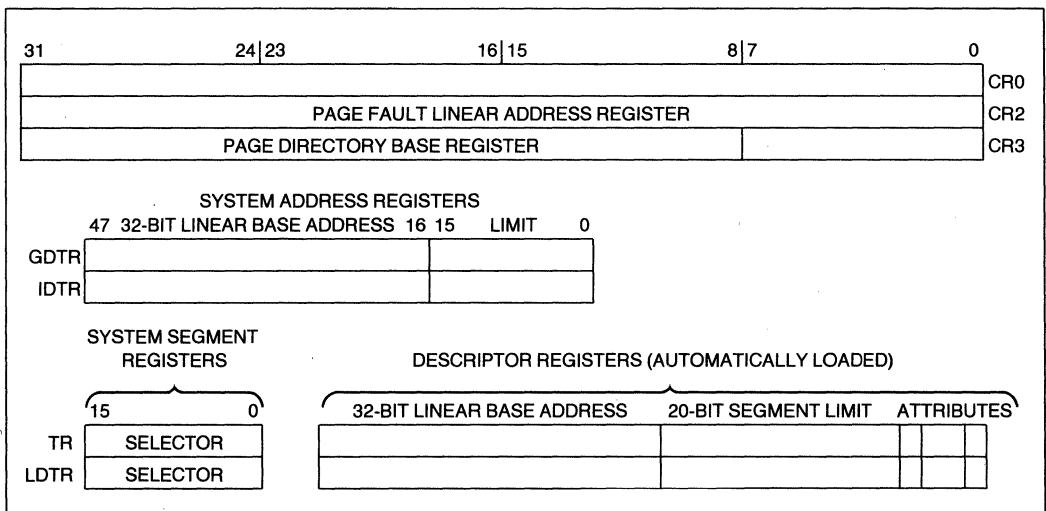 31 24 23 16 15 8 7 0
CR0
PAGE FAULT LINEAR ADDRESS REGISTER CR2
PAGE DIRECTORY BASE REGISTER CR3
SYSTEM ADDRESS REGISTERS
47 32-BIT LINEAR BASE ADDRESS 16 15 LIMIT 0
GDTR
IDTR
SYSTEM SEGMENT
REGISTERS
DESCRIPTOR REGISTERS (AUTOMATICALLY LOADED)
15 0
32-BIT LINEAR BASE ADDRESS 20-BIT SEGMENT LIMIT ATTRIBUTES
TR SELECTOR
LDTR SELECTOR